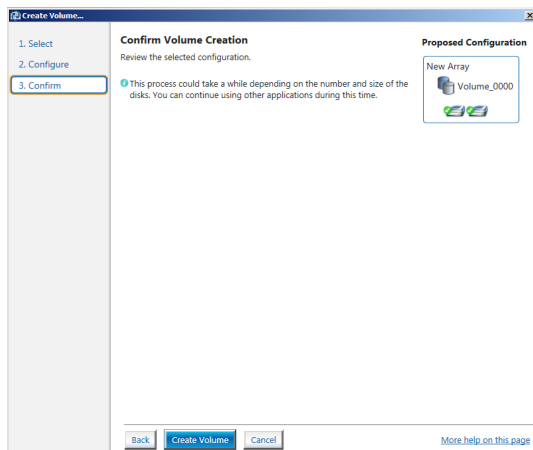 Create Volume...
1. Select
2. Configure
3. Confirm
Confirm Volume Creation
Review the selected configuration.
This process could take a while depending on the number and size of the
disks. You can continue using other applications during this time.
Proposed Configuration
New Array
Volume_0000
Back
Create Volume
Cancel
More help on this page